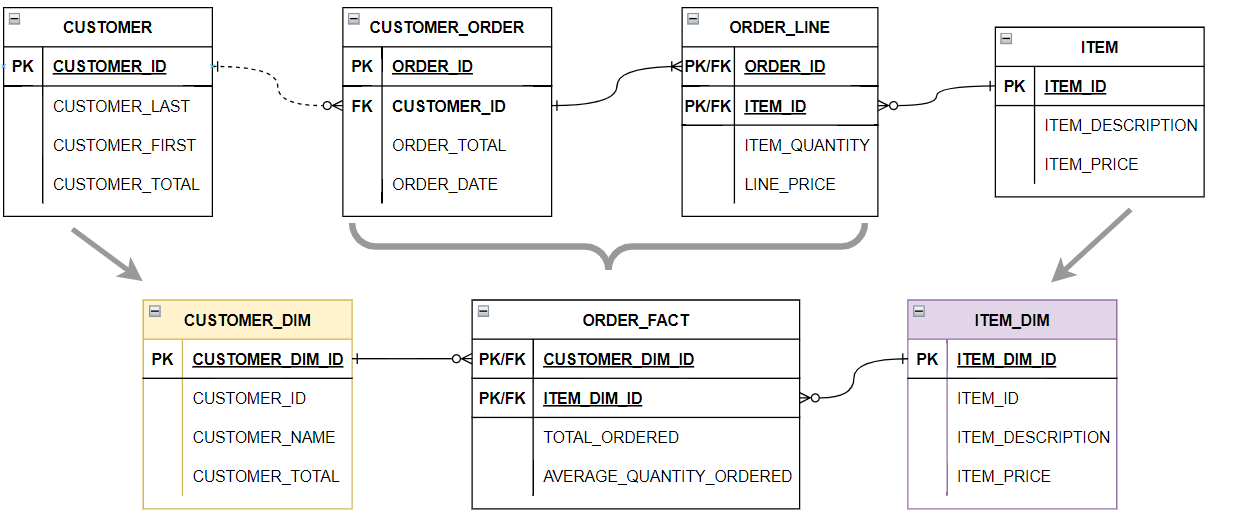 CUSTOMER
PK CUSTOMER_ID
CUSTOMER_LAST
CUSTOMER_FIRST
CUSTOMER_TOTAL
CUSTOMER_ORDER
PK ORDER_ID
FK CUSTOMER_ID
ORDER_TOTAL
ORDER_DATE
ORDER_LINE
PK/FK ORDER_ID
PK/FK ITEM_ID
ITEM_QUANTITY
LINE_PRICE
ITEM
PK ITEM_ID
ITEM_DESCRIPTION
ITEM_PRICE
CUSTOMER_DIM
PK CUSTOMER_DIM_ID
CUSTOMER_ID
CUSTOMER_NAME
CUSTOMER_TOTAL
ORDER_FACT
PK/FK CUSTOMER_DIM_ID
PK/FK ITEM_DIM_ID
TOTAL_ORDERED
AVERAGE_QUANTITY_ORDERED
ITEM_DIM
PK ITEM_DIM_ID
ITEM_ID
ITEM_DESCRIPTION
ITEM_PRICE